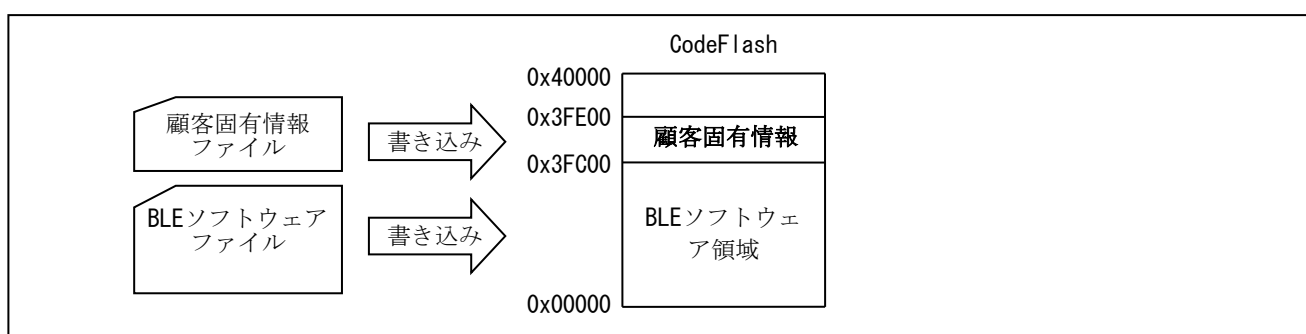 CodeFlash
0x40000
0x3FE00
顧客固有情報
ファイル
書き込み
顧客固有情報
0x3FC00
BLEソフトウェア
ファイル
書き込み
BLEソフトウェ
ア領域
0x00000